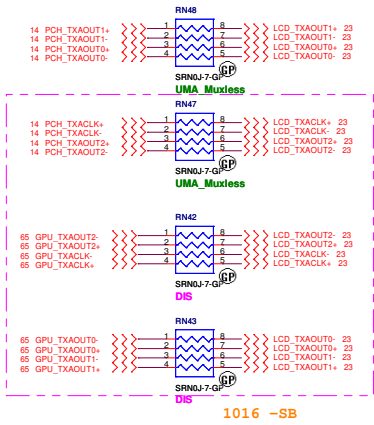 RN48
14 PCH_TXAOUT1+ 1 8 LCD_TXAOUT1+ 23
14 PCH_TXAOUT1- 2 7 LCD_TXAOUT1- 23
14 PCH_TXAOUT0+ 3 6 LCD_TXAOUT0+ 23
14 PCH_TXAOUT0- 4 5 LCD_TXAOUT0- 23
SRN0J-7-GP GP
UMA_Muxless
RN47
14 PCH_TXACLK+ 1 8 LCD_TXACLK+ 23
14 PCH_TXACLK- 2 7 LCD_TXACLK- 23
14 PCH_TXAOUT2+ 3 6 LCD_TXAOUT2+ 23
14 PCH_TXAOUT2- 4 5 LCD_TXAOUT2- 23
SRN0J-7-GP GP
UMA_Muxless
RN42
65 GPU_TXAOUT2- 1 8 LCD_TXAOUT2- 23
65 GPU_TXAOUT2+ 2 7 LCD_TXAOUT2+ 23
65 GPU_TXACLK- 3 6 LCD_TXACLK- 23
65 GPU_TXACLK+ 4 5 LCD_TXACLK+ 23
SRN0J-7-GP GP
DIS
RN43
65 GPU_TXAOUT0- 1 8 LCD_TXAOUT0- 23
65 GPU_TXAOUT0+ 2 7 LCD_TXAOUT0+ 23
65 GPU_TXAOUT1- 3 6 LCD_TXAOUT1- 23
65 GPU_TXAOUT1+ 4 5 LCD_TXAOUT1+ 23
SRN0J-7-GP GP
DIS
1016 -SB